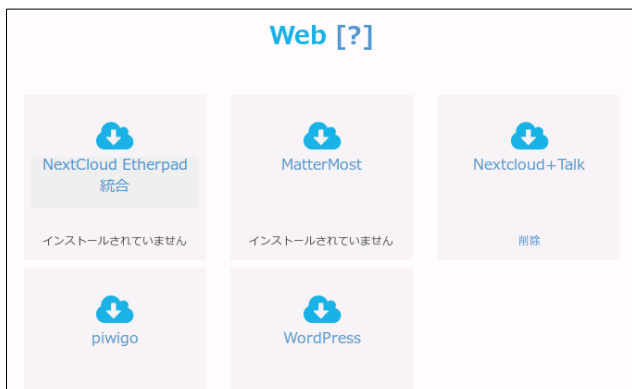 Web [?]
NextCloud Etherpad
統合
インストールされていません
MatterMost
インストールされていません
Nextcloud+Talk
削除
piwigo
WordPress